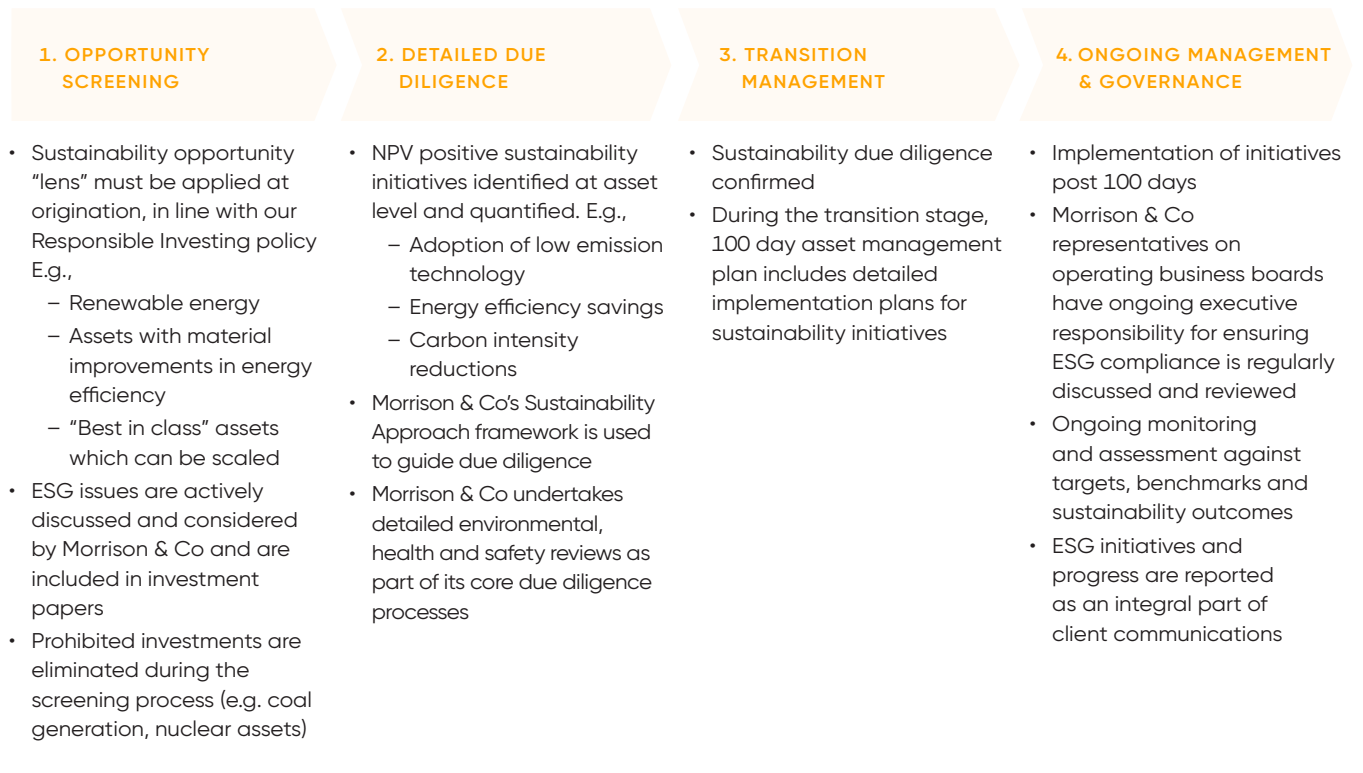 1. OPPORTUNITY
SCREENING
• Sustainability opportunity
“lens” must be applied at
origination, in line with our
Responsible Investing policy
E.g.,
– Renewable energy
– Assets with material
improvements in energy
efficiency
– “Best in class” assets
which can be scaled
• ESG issues are actively
discussed and considered
by Morrison & Co and are
included in investment
papers
• Prohibited investments are
eliminated during the
screening process (e.g. coal
generation, nuclear assets)
2. DETAILED DUE
DILIGENCE
• NPV positive sustainability
initiatives identified at asset
level and quantified. E.g.,
– Adoption of low emission
technology
– Energy efficiency savings
– Carbon intensity
reductions
• Morrison & Co’s Sustainability
Approach framework is used
to guide due diligence
• Morrison & Co undertakes
detailed environmental,
health and safety reviews as
part of its core due diligence
processes
3. TRANSITION
MANAGEMENT
• Sustainability due diligence
confirmed
• During the transition stage,
100 day asset management
plan includes detailed
implementation plans for
sustainability initiatives
4. ONGOING MANAGEMENT
& GOVERNANCE
• Implementation of initiatives
post 100 days
• Morrison & Co
representatives on
operating business boards
have ongoing executive
responsibility for ensuring
ESG compliance is regularly
discussed and reviewed
• Ongoing monitoring
and assessment against
targets, benchmarks and
sustainability outcomes
• ESG initiatives and
progress are reported
as an integral part of
client communications